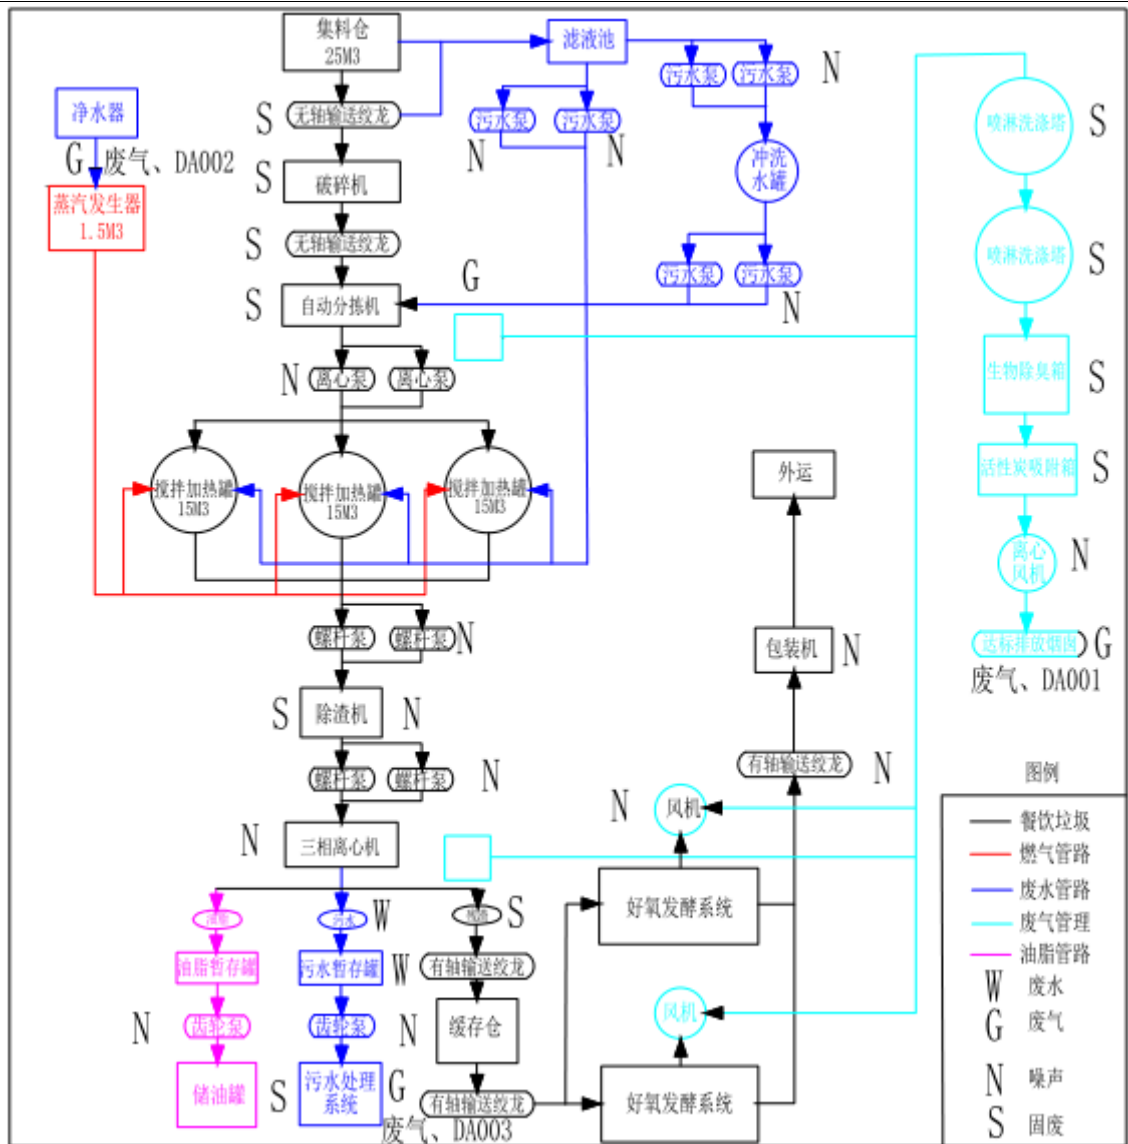 集料仓
25M3
滤液池
污水泵
污水泵
N
无轴输送绞龙
S
净水器
污水泵
污水泵
N
N
喷淋洗涤塔
S
G
废气、DA002
破碎机
S
冲洗
水罐
蒸汽发生器
1.5M3
无轴输送绞龙
S
喷淋洗涤塔
S
污水泵
污水泵
N
G
自动分拣机
S
离心泵
离心泵
N
生物除臭箱
S
搅拌加热罐
15M3
搅拌加热罐
15M3
搅拌加热罐
15M3
外运
活性炭吸附箱
S
离心
风机
N
螺杆泵
螺杆泵
N
包装机
N
达标排放烟囱
G
废气、DA001
除渣机
S
N
螺杆泵
螺杆泵
N
有轴输送绞龙
N
风机
N
三相离心机
N
好氧发酵系统
油脂
污水
W
S
油脂暂存罐
污水暂存罐
W
有轴输送绞龙
齿轮泵
N
齿轮泵
N
缓存仓
风机
储油罐
污水处理
系统
S
G
废气、DA003
有轴输送绞龙
好氧发酵系统
图例
餐饮垃圾
燃气管路
废水管路
废气管理
油脂管路
W 废水
G 废气
N 噪声
S 固废